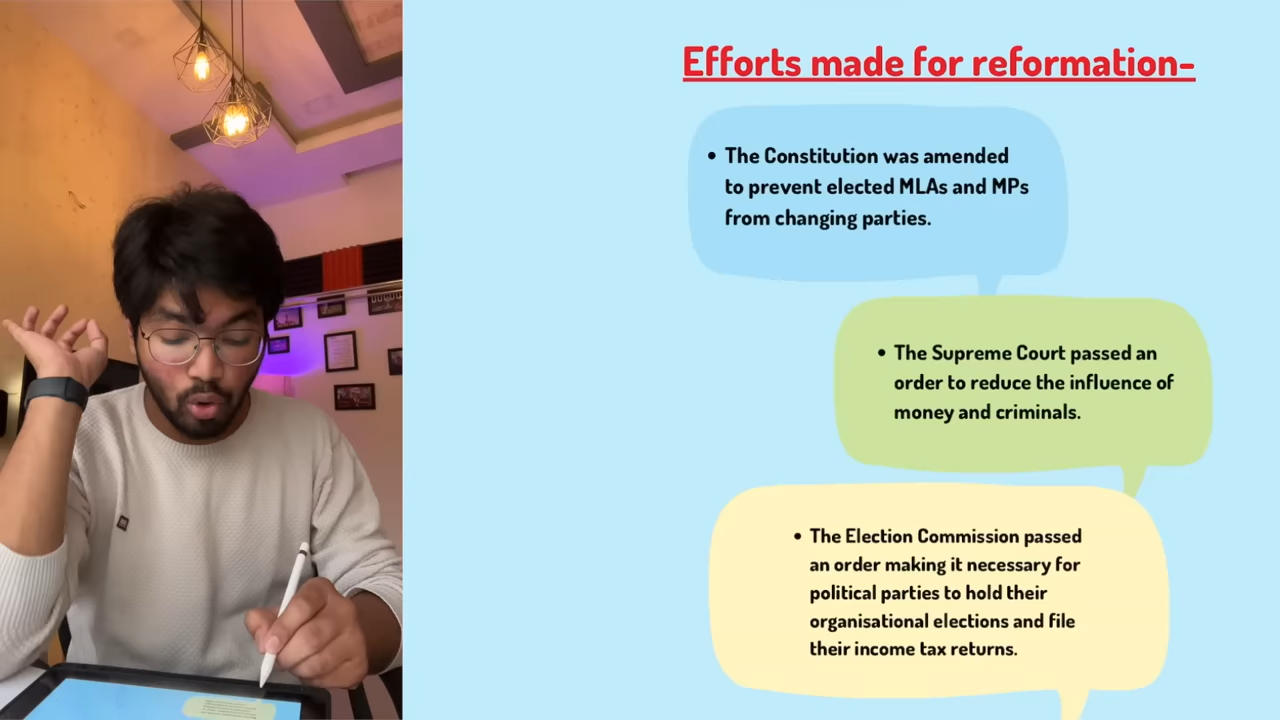 Efforts made for reformation-
• The Constitution was amended
to prevent elected MLAs and MPs
from changing parties.
• The Supreme Court passed an
order to reduce the influence of
money and criminals.
• The Election Commission passed
an order making it necessary for
political parties to hold their
organisational elections and file
their income tax returns.